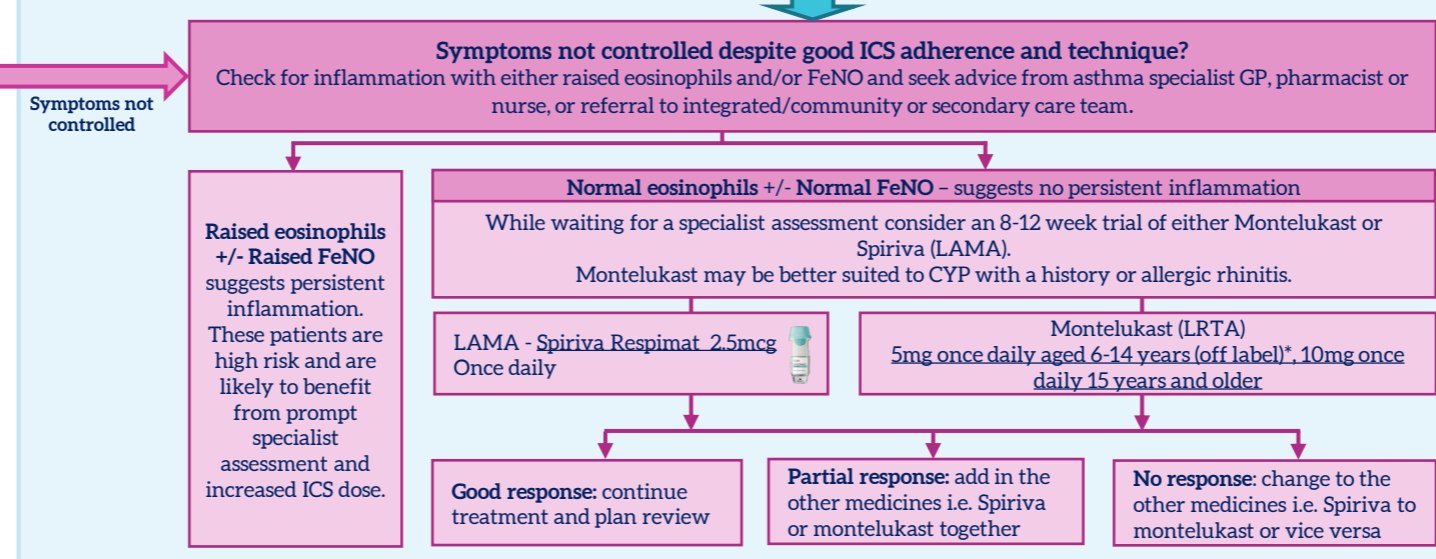 Symptoms not controlled despite good ICS adherence and technique?
Check for inflammation with either raised eosinophils and/or FeNO and seek advice from asthma specialist GP, pharmacist or
nurse, or referral to integrated/community or secondary care team.
Symptoms not
controlled
Raised eosinophils
+/- Raised FeNO
suggests persistent
inflammation.
These patients are
high risk and are
likely to benefit
from prompt
specialist
assessment and
increased ICS dose.
Normal eosinophils +/- Normal FeNO – suggests no persistent inflammation
While waiting for a specialist assessment consider an 8-12 week trial of either Montelukast or
Spiriva (LAMA).
Montelukast may be better suited to CYP with a history or allergic rhinitis.
LAMA - Spiriva Respimat 2.5mcg
Once daily
Montelukast (LRTA)
5mg once daily aged 6-14 years (off label)*, 10mg once
daily 15 years and older
Good response: continue
treatment and plan review
Partial response: add in the
other medicines i.e. Spiriva
or montelukast together
No response: change to the
other medicines i.e. Spiriva to
montelukast or vice versa